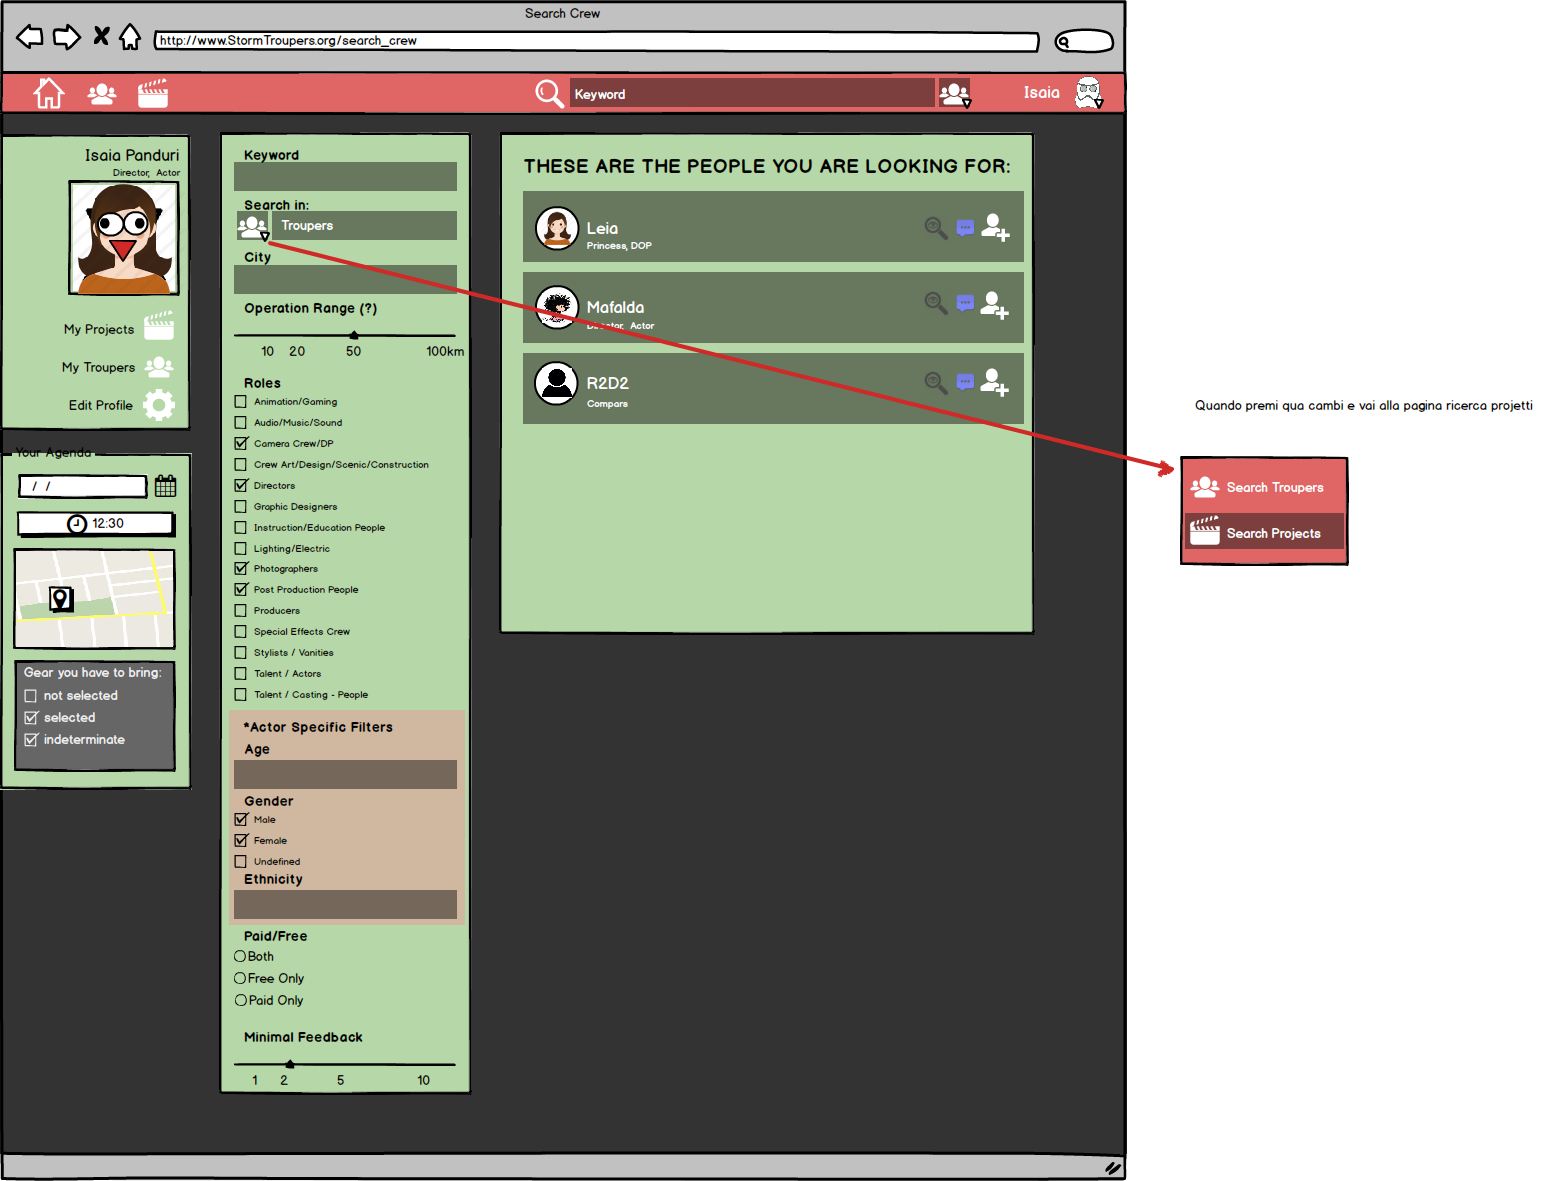 Search Crew
http://www.StormTroupers.org/search_crew
Keyword
Isaia
Isaia Panduri
Director, Actor
My Projects
My Troupers
Edit Profile
Your Agenda
/ /
12:30
Gear you have to bring:
not selected
selected
indeterminate
Keyword
Search in:
Troupers
City
Operation Range (?)
10 20 50 100km
Roles
Animation/Gaming
Audio/Music/Sound
Camera Crew/DP
Crew Art/Design/Scenic/Construction
Directors
Graphic Designers
Instruction/Education People
Lighting/Electric
Photographers
Post Production People
Producers
Special Effects Crew
Stylists / Vanities
Talent / Actors
Talent / Casting - People
*Actor Specific Filters
Age
Gender
Male
Female
Undefined
Ethnicity
Paid/Free
Both
Free Only
Paid Only
Minimal Feedback
1 2 5 10
THESE ARE THE PEOPLE YOU ARE LOOKING FOR:
Leia
Princess, DOP
Mafalda
Director, Actor
R2D2
Compars
Quando premi qua cambi e vai alla pagina ricerca projetti
Search Troupers
Search Projects